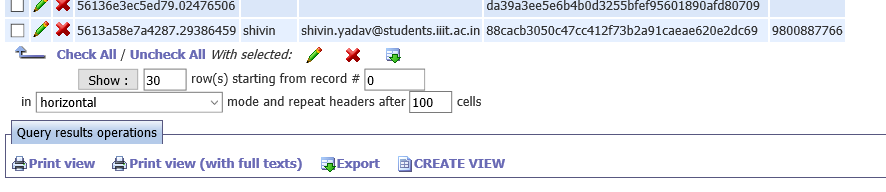 56136e3ec5ed79.02476506 da39a3ee5e6b4b0d3255bfef95601890afd80709
5613a58e7a4287.29386459 shivin shivin.yadav@students.iiit.ac.in 88cacb3050c47cc412f73b2a91caeae620e2dc69 9800887766
Check All / Uncheck All With selected:
Show : 30 row(s) starting from record # 0
in horizontal mode and repeat headers after 100 cells
Query results operations
Print view Print view (with full texts) Export CREATE VIEW